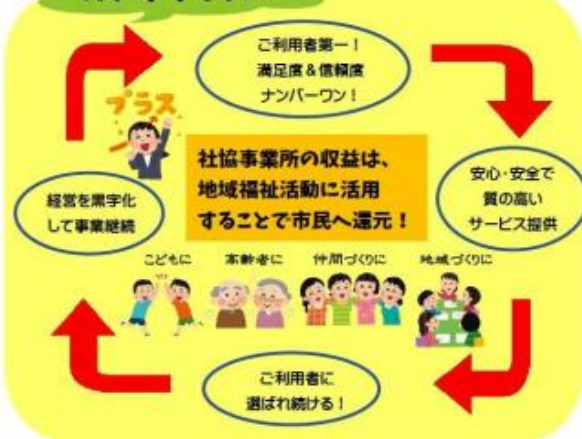 ご利用者第一！
満足度＆信頼度
ナンバーワン！
プラス
社協事業所の収益は、
地域福祉活動に活用
することで市民へ還元！
安心・安全で
質の高い
サービス提供
経営を黒字化
して事業継続
こどもに　高齢者に　仲間づくりに　地域づくりに
ご利用者に
選ばれ続ける！